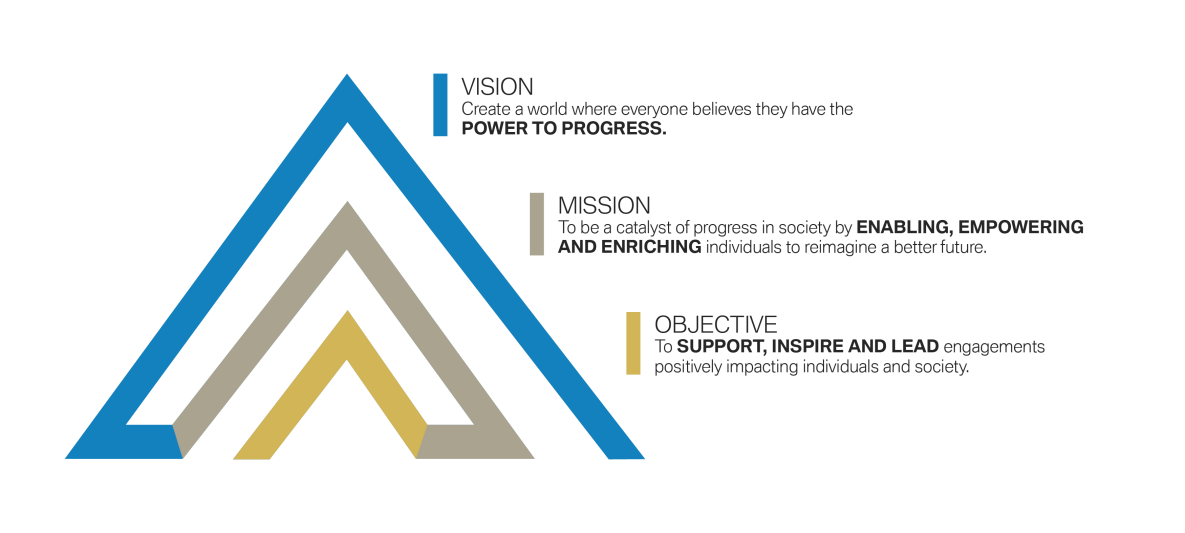 VISION
Create a world where everyone believes they have the
POWER TO PROGRESS.
MISSION
To be a catalyst of progress in society by ENABLING, EMPOWERING
AND ENRICHING individuals to reimagine a better future.
OBJECTIVE
To SUPPORT, INSPIRE AND LEAD engagements
positively impacting individuals and society.